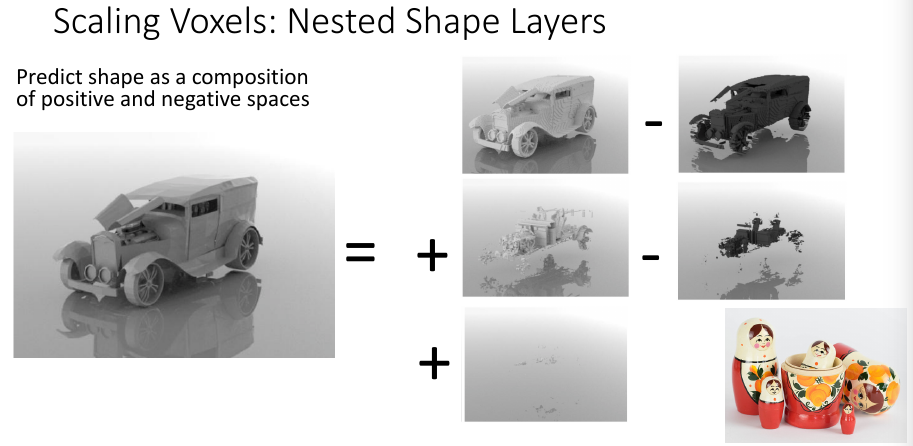 Scaling Voxels: Nested Shape Layers
Predict shape as a composition
of positive and negative spaces
-
= + -
+